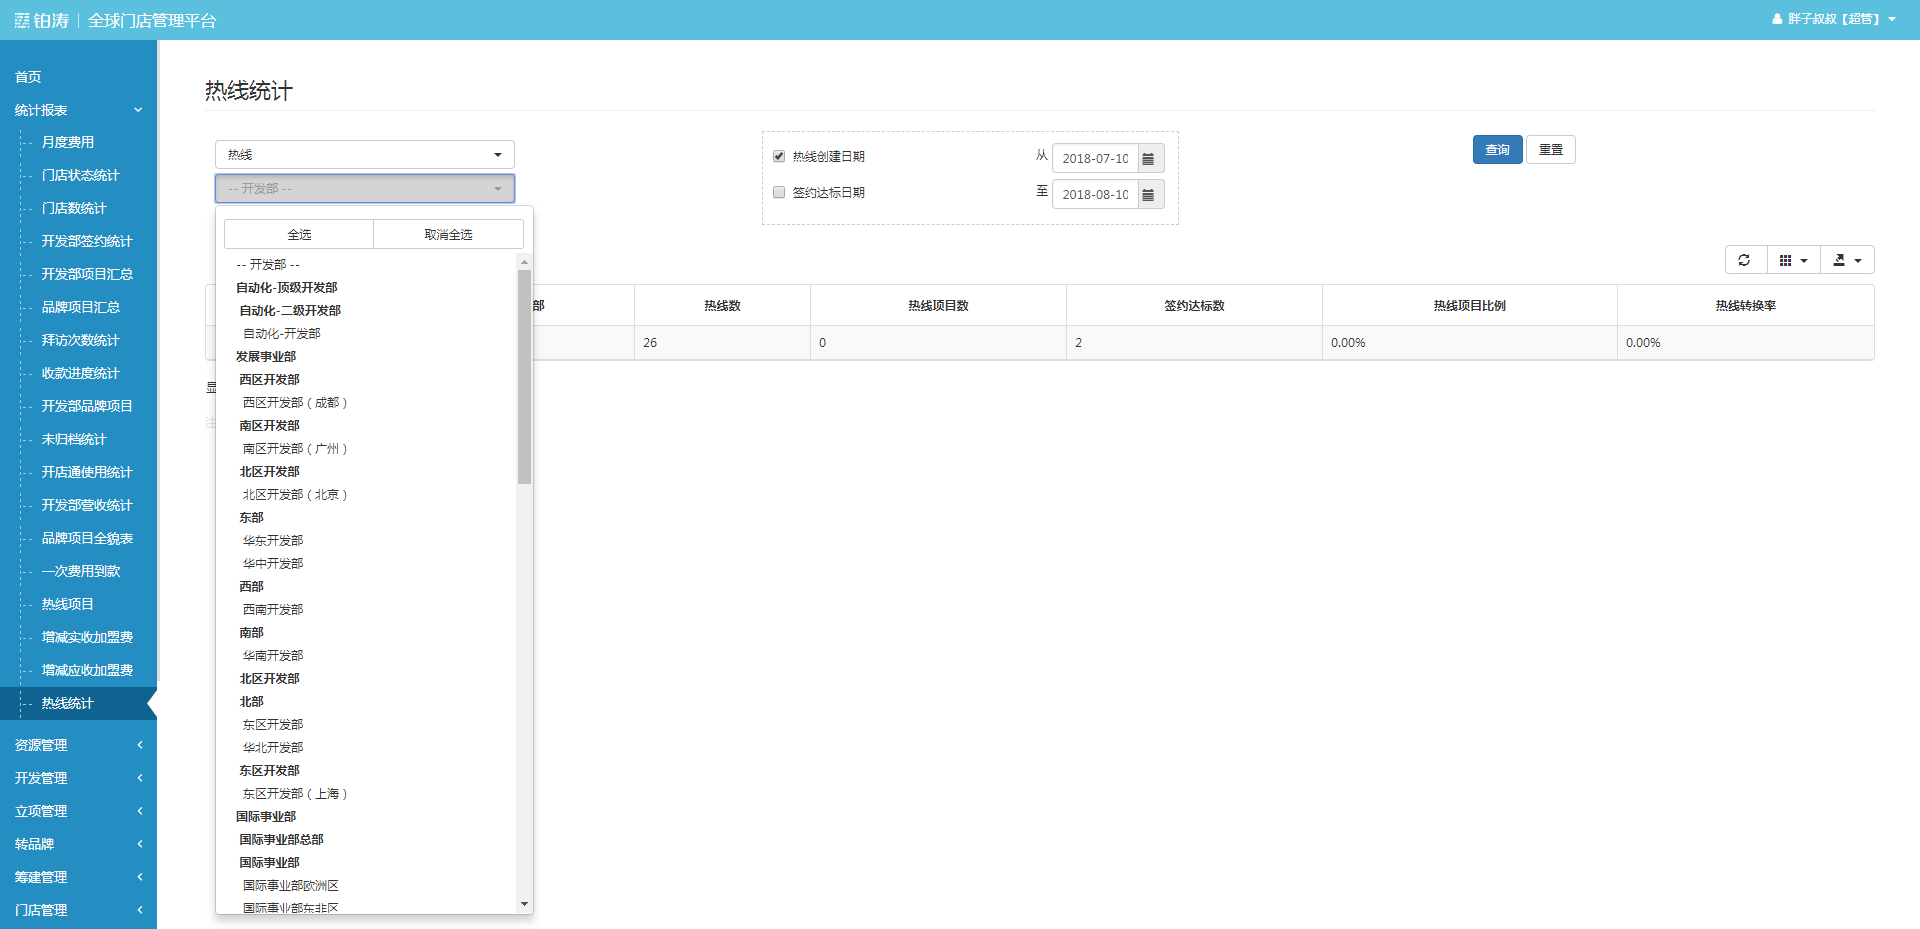 铂涛 | 全球门店管理平台
胖子叔叔【超管】
首页
统计报表
月度费用
门店状态统计
门店数统计
开发部签约统计
开发部项目汇总
品牌项目汇总
拜访次数统计
收款进度统计
开发部品牌项目
未归档统计
开店通使用统计
开发部营收统计
品牌项目全貌表
一次费用到款
热线项目
增减实收加盟费
增减应收加盟费
热线统计
资源管理
开发管理
立项管理
转品牌
筹建管理
门店管理
热线统计
热线
-- 开发部 --
热线创建日期
从 2018-07-10
签约达标日期
至 2018-08-10
查询 重置
全选 取消全选
-- 开发部 --
自动化-顶级开发部
自动化-二级开发部
自动化-开发部
发展事业部
西区开发部
西区开发部（成都）
南区开发部
南区开发部（广州）
北区开发部
北区开发部（北京）
东部
华东开发部
华中开发部
西部
西南开发部
南部
华南开发部
北区开发部
北部
东区开发部
华北开发部
东区开发部
东区开发部（上海）
国际事业部
国际事业部总部
国际事业部
国际事业部欧洲区
国际事业部东非区
部 热线数 热线项目数 签约达标数 热线项目比例 热线转换率
26 0 2 0.00% 0.00%
显
注